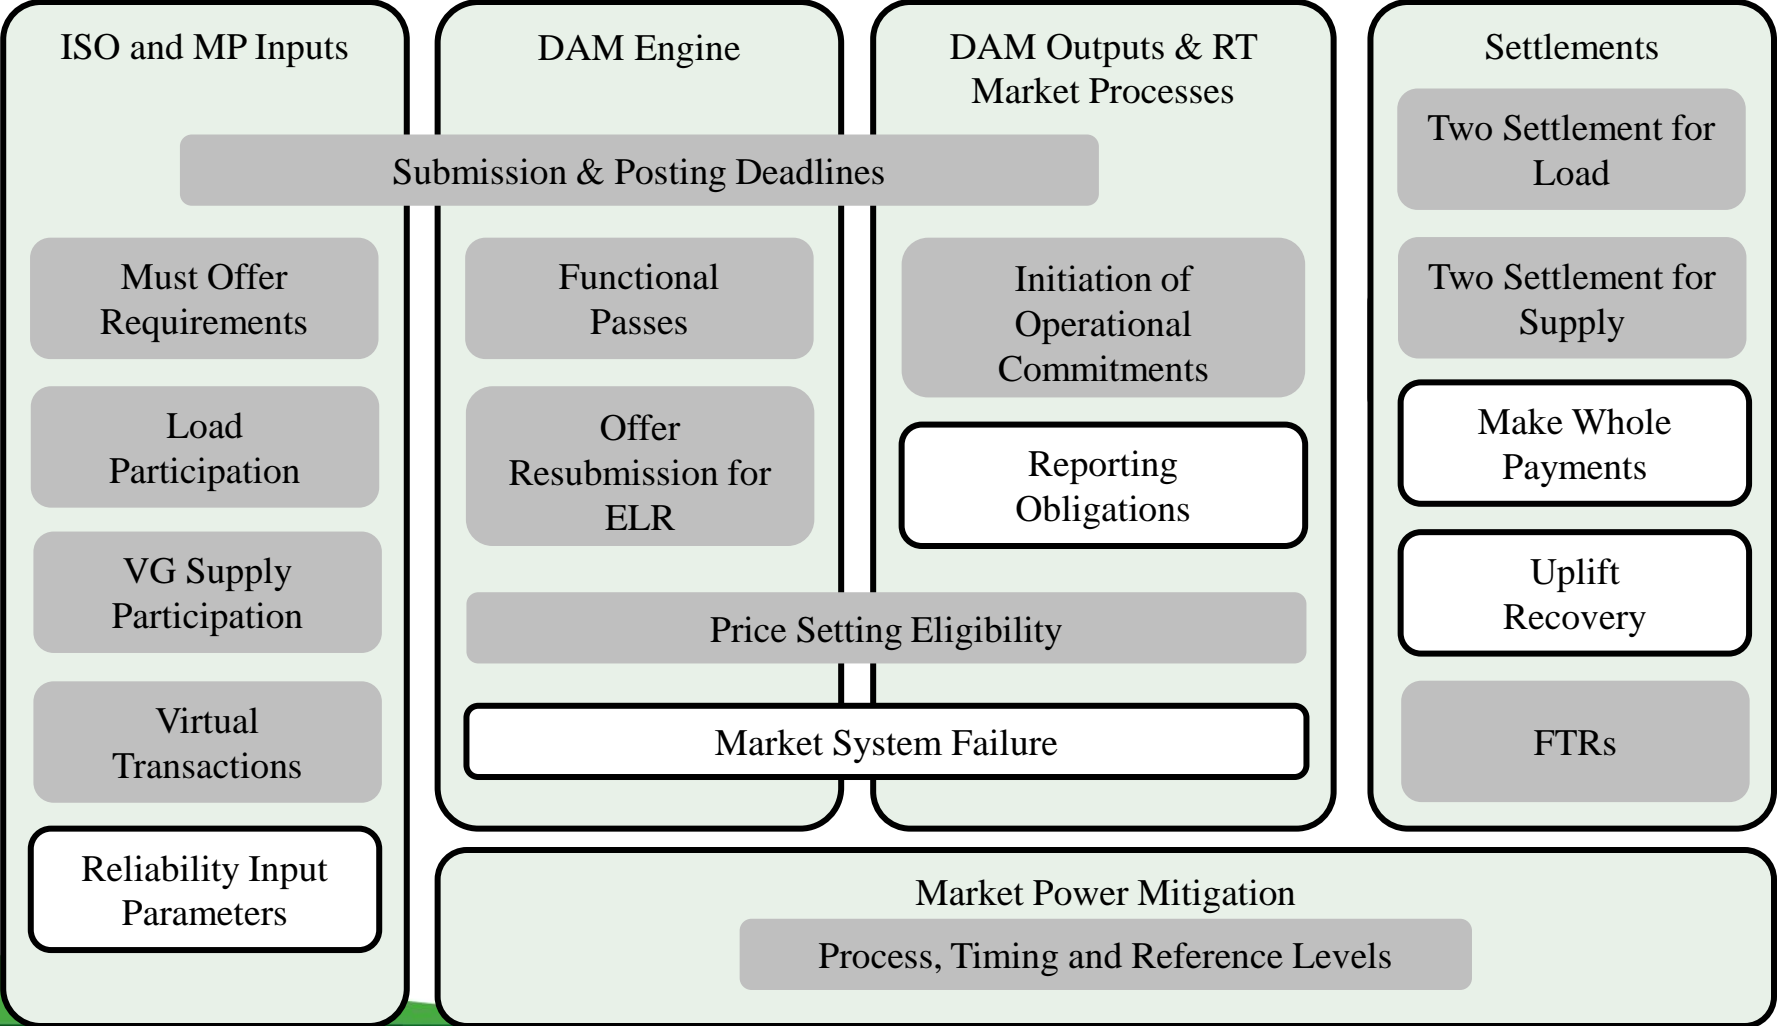 ISO and MP Inputs
DAM Engine
DAM Outputs & RT
Market Processes
Settlements
Submission & Posting Deadlines
Must Offer
Requirements
Load
Participation
VG Supply
Participation
Virtual
Transactions
Reliability Input
Parameters
Functional
Passes
Offer
Resubmission for
ELR
Initiation of
Operational
Commitments
Reporting
Obligations
Price Setting Eligibility
Market System Failure
Two Settlement for
Load
Two Settlement for
Supply
Make Whole
Payments
Uplift
Recovery
FTRs
Market Power Mitigation
Process, Timing and Reference Levels